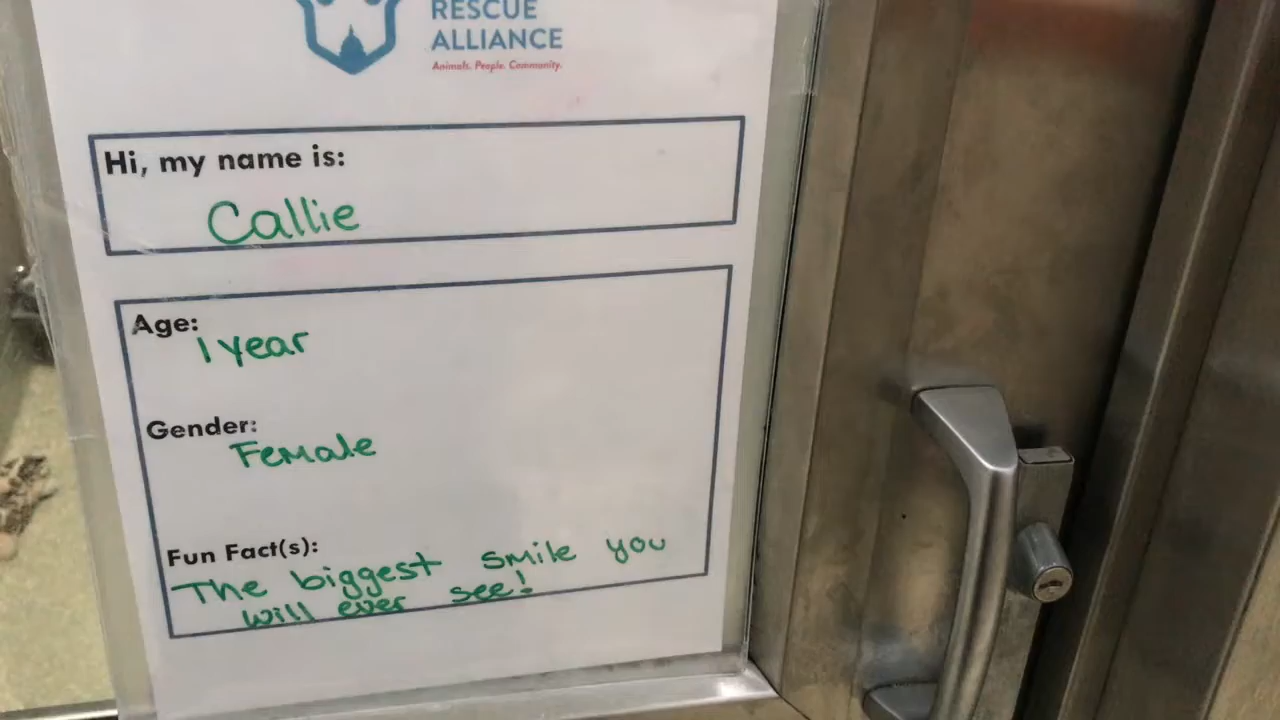 RESCUE
ALLIANCE
Animals. People. Community.
Hi, my name is:
Callie
Age:
1 year
Gender:
Female
Fun Fact(s):
The biggest smile you
will ever see!